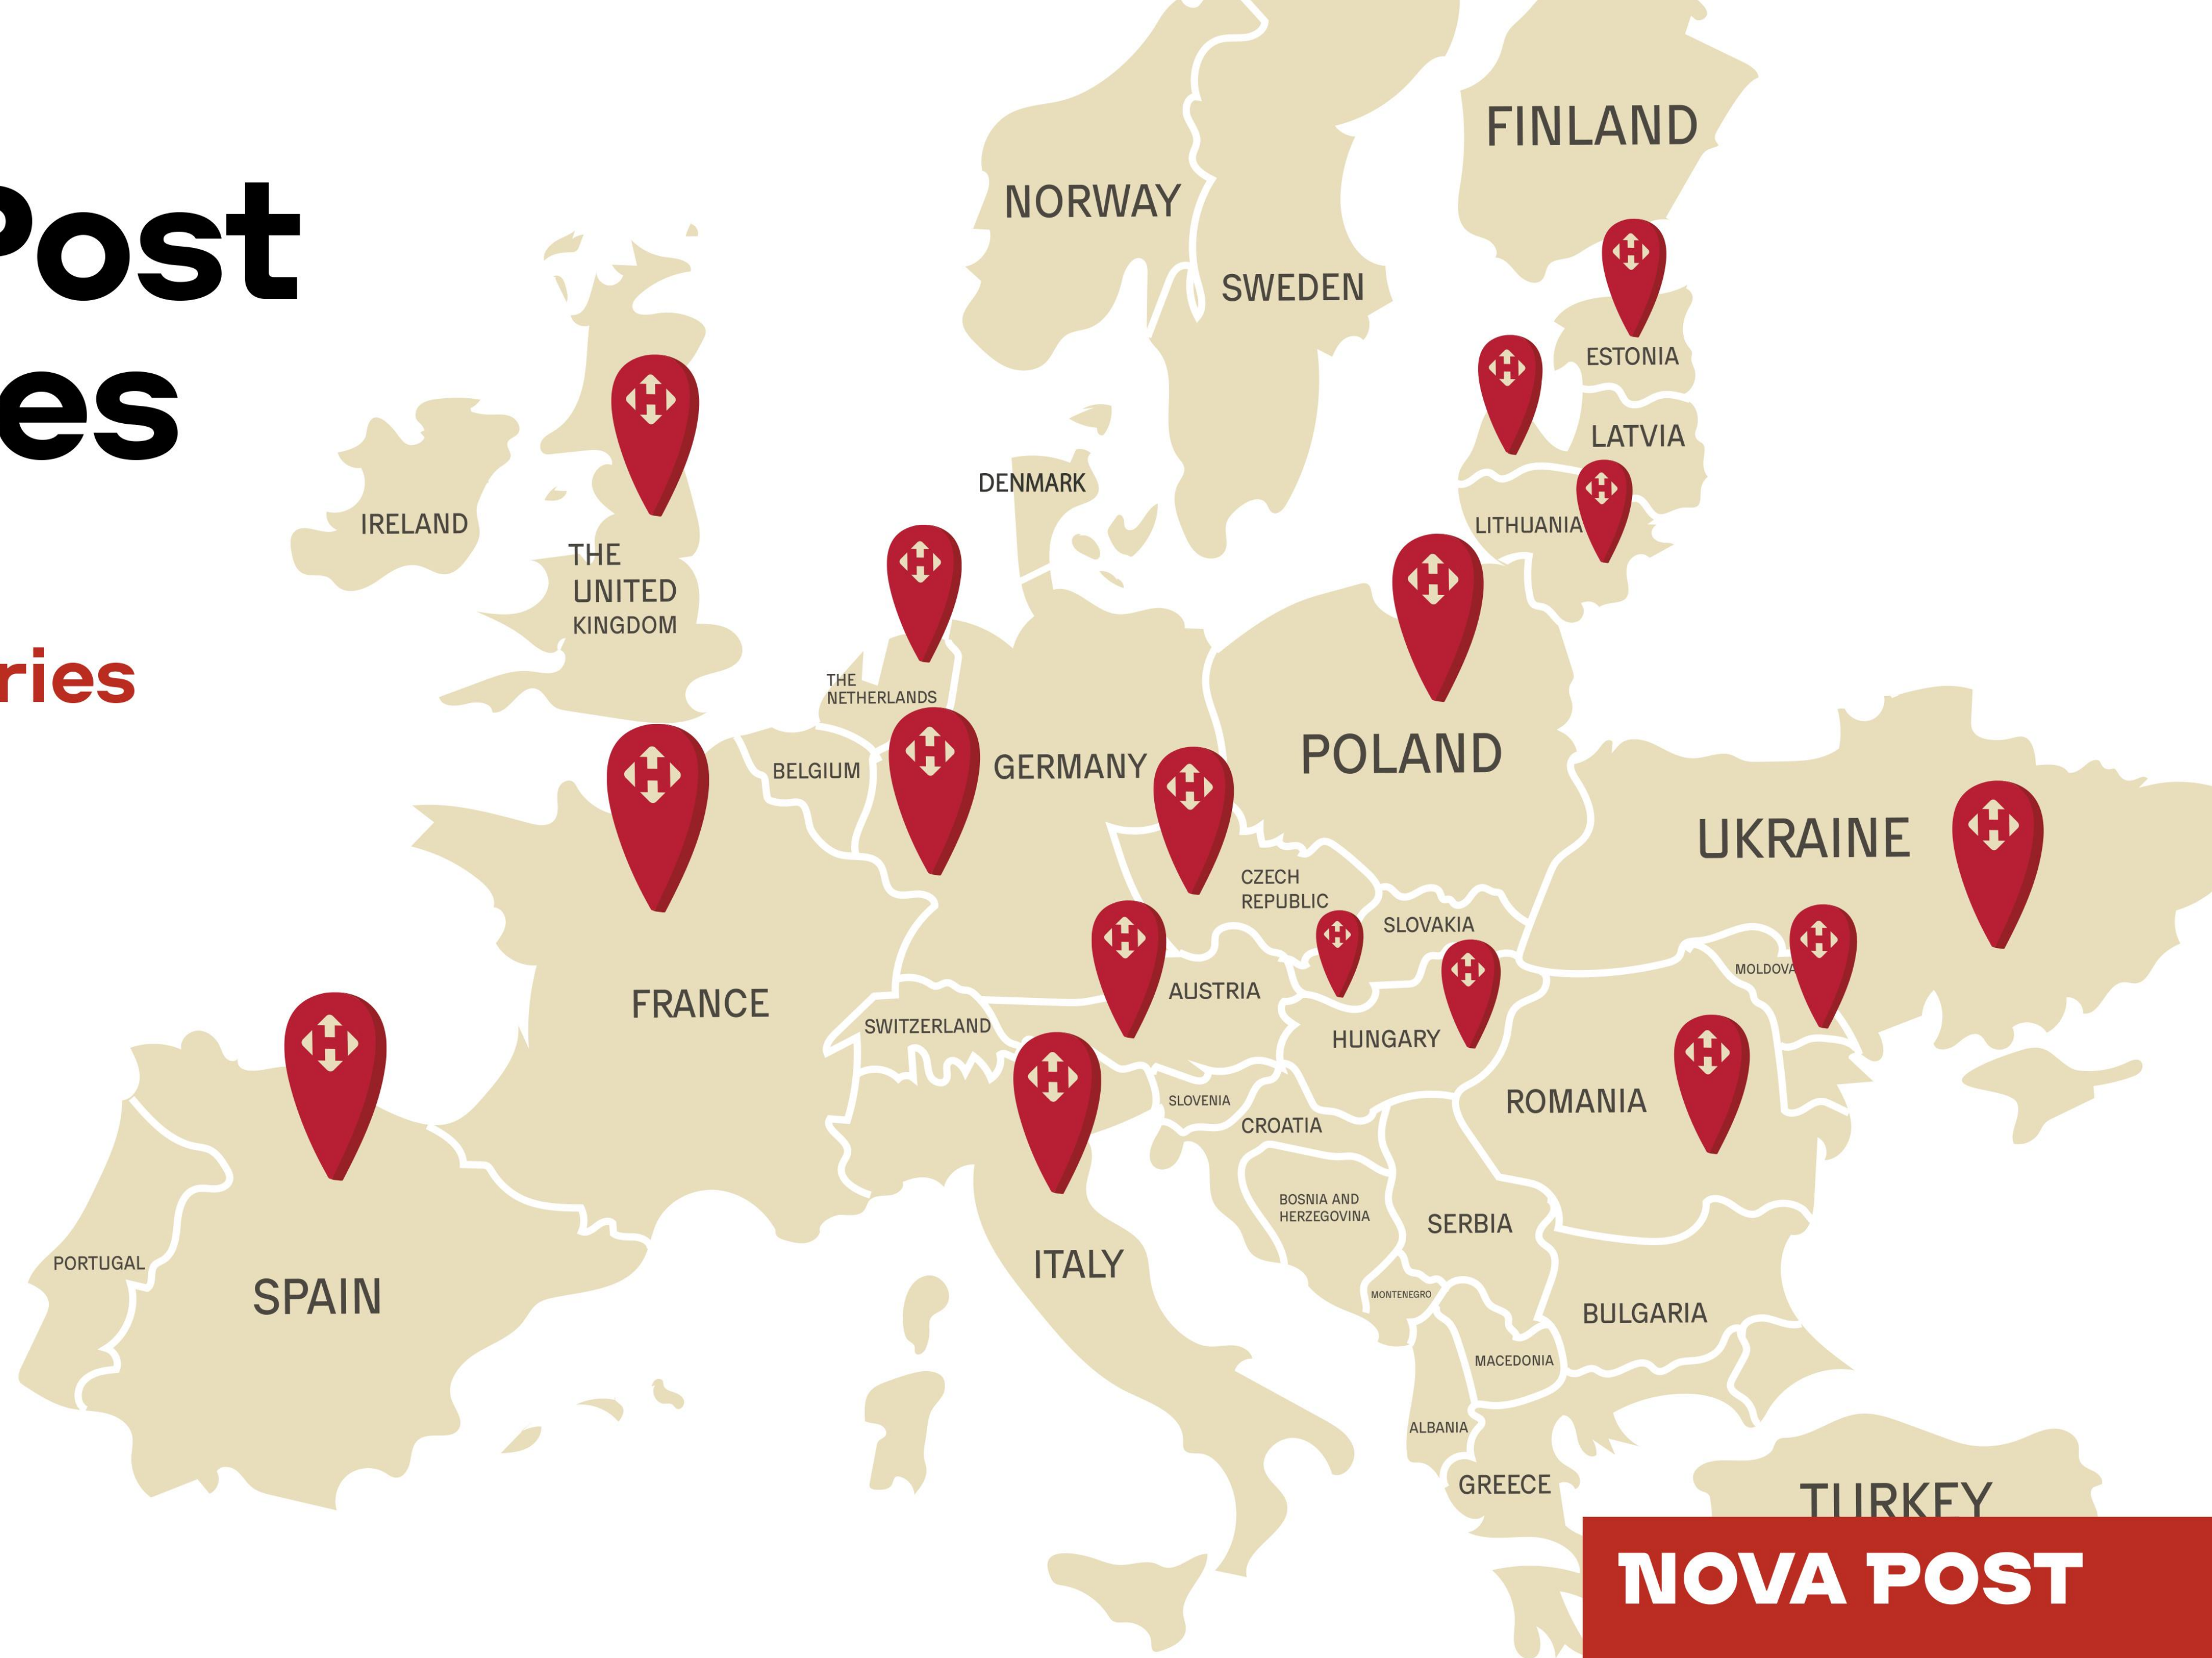 Post
es
ries
FINLAND
NORWAY
SWEDEN
ESTONIA
LATVIA
DENMARK
LITHUANIA
IRELAND
THE
UNITED
KINGDOM
THE
NETHERLANDS
BELGIUM
GERMANY
POLAND
UKRAINE
CZECH
REPUBLIC
SLOVAKIA
MOLDOVA
FRANCE
AUSTRIA
SWITZERLAND
HUNGARY
ROMANIA
SLOVENIA
CROATIA
BOSNIA AND
HERZEGOVINA
SERBIA
PORTUGAL
SPAIN
ITALY
MONTENEGRO
BULGARIA
MACEDONIA
ALBANIA
GREECE
TURKEY
NOVA POST